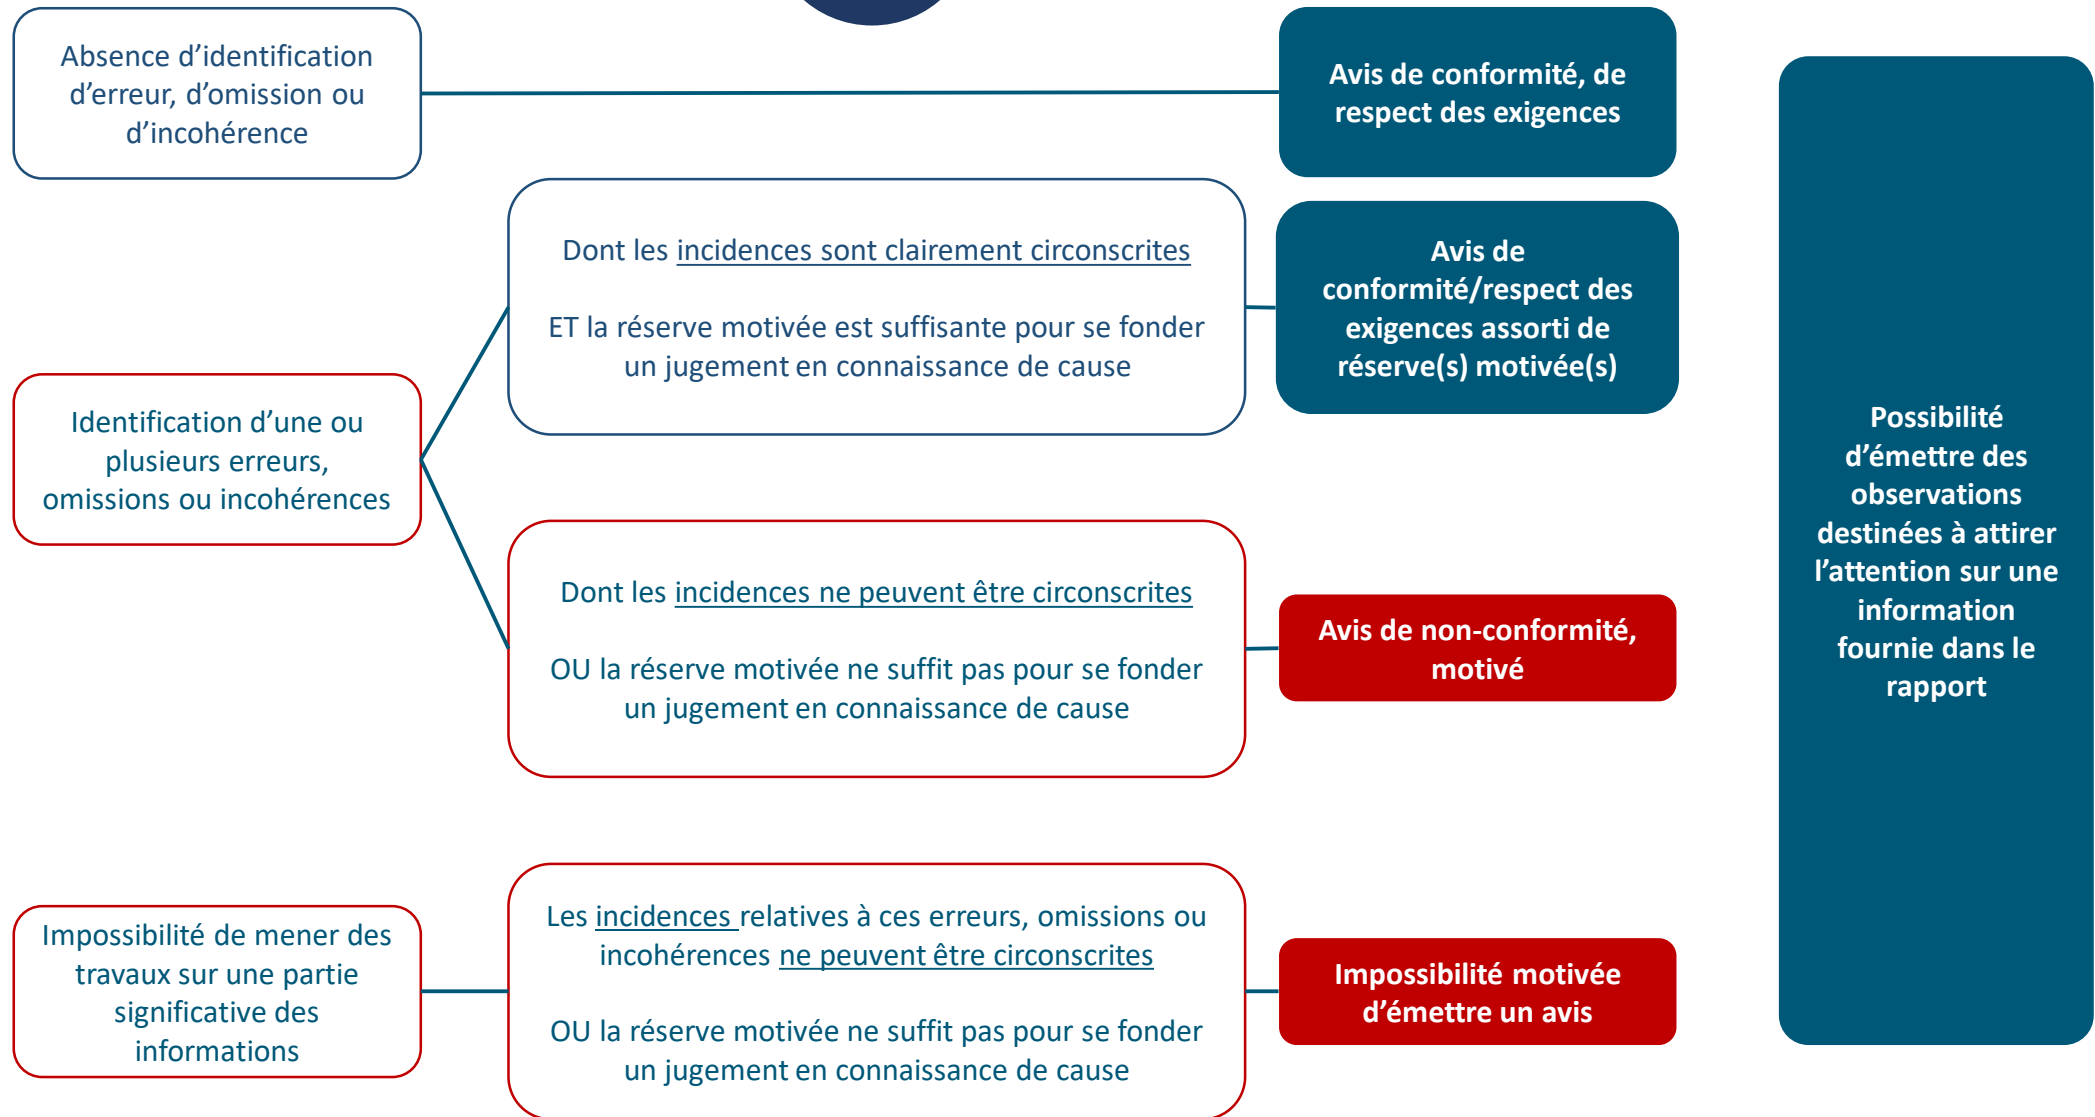 Absence d’identification
d’erreur, d’omission ou
d’incohérence
Avis de conformité, de
respect des exigences
Dont les incidences sont clairement circonscrites
ET la réserve motivée est suffisante pour se fonder
un jugement en connaissance de cause
Avis de
conformité/respect des
exigences assorti de
réserve(s) motivée(s)
Identification d’une ou
plusieurs erreurs,
omissions ou incohérences
Dont les incidences ne peuvent être circonscrites
OU la réserve motivée ne suffit pas pour se fonder
un jugement en connaissance de cause
Avis de non-conformité,
motivé
Impossibilité de mener des
travaux sur une partie
significative des
informations
Les incidences relatives à ces erreurs, omissions ou
incohérences ne peuvent être circonscrites
OU la réserve motivée ne suffit pas pour se fonder
un jugement en connaissance de cause
Impossibilité motivée
d’émettre un avis
Possibilité
d’émettre des
observations
destinées à attirer
l’attention sur une
information
fournie dans le
rapport